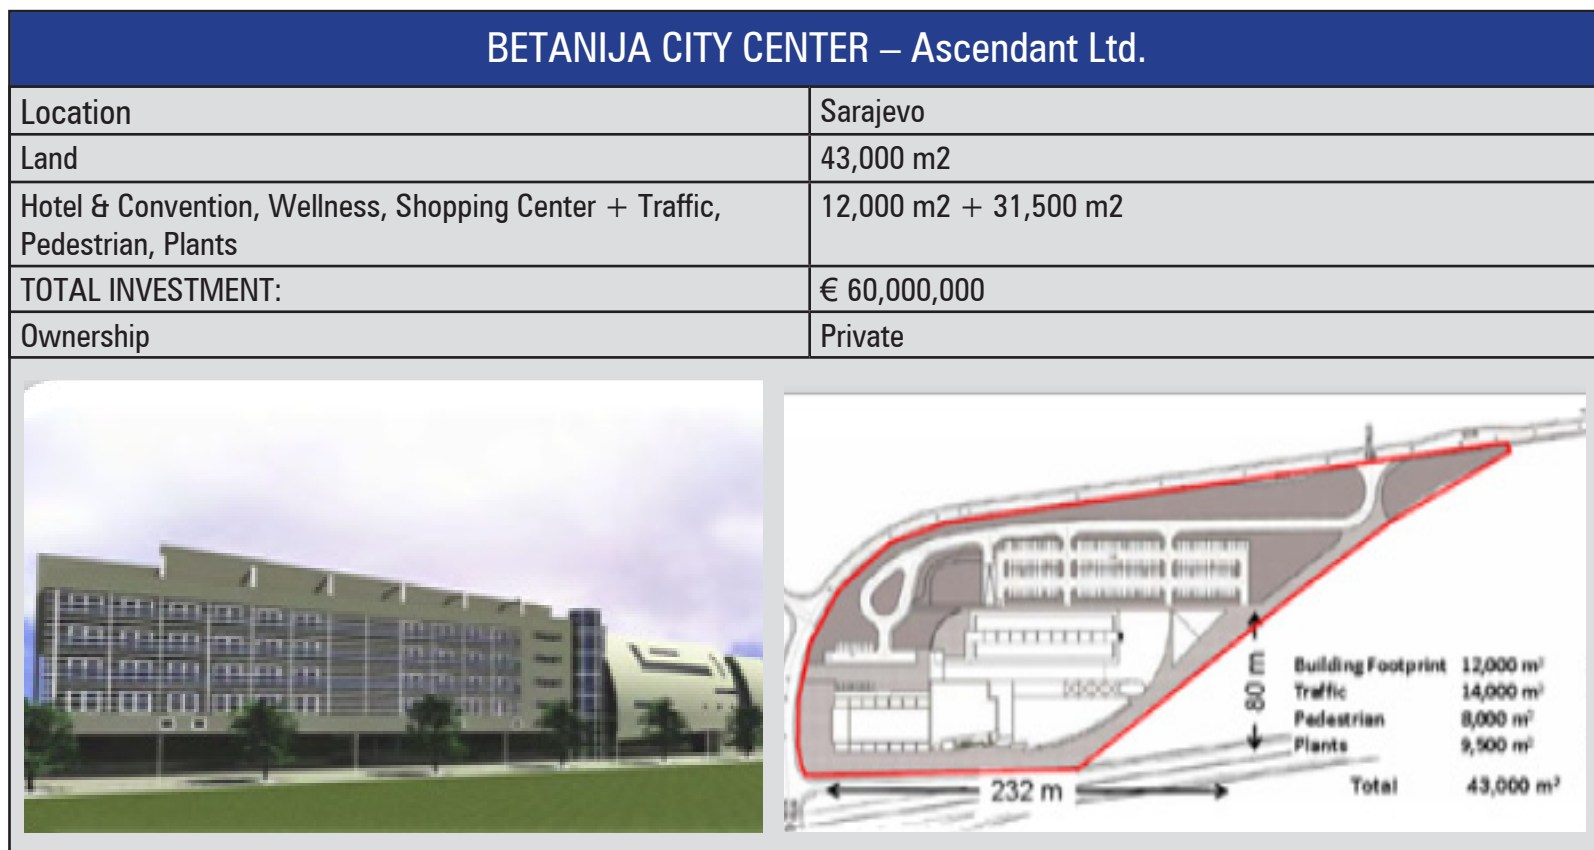 BETANIJA CITY CENTER – Ascendant Ltd.
Location
Sarajevo
Land
43,000 m2
Hotel & Convention, Wellness, Shopping Center + Traffic,
Pedestrian, Plants
12,000 m2 + 31,500 m2
TOTAL INVESTMENT:
€ 60,000,000
Ownership
Private
80 m
Building Footprint 12,000 m²
Traffic 14,000 m²
Pedestrian 8,000 m²
Plants 9,500 m²
Total 43,000 m²
232 m